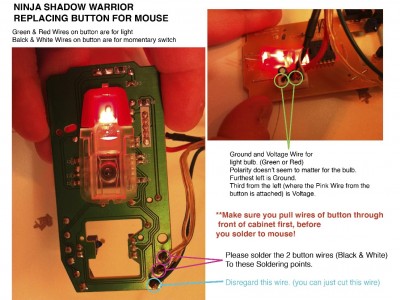 NINJA SHADOW WARRIOR
REPLACING BUTTON FOR MOUSE
Green & Red Wires on button are for light
Balck & White Wires on button are for momentary switch
Ground and Voltage Wire for
light bulb. (Green or Red)
Polarity doesn't seem to matter for the bulb.
Furthest left is Ground.
Third from the left (where the Pink Wire from the
button is attached) is Voltage.
**Make sure you pull wires of button through
front of cabinet first, before
you solder to mouse!
Please solder the 2 button wires (Black & White)
To these Soldering points.
Disregard this wire. (you can just cut this wire)